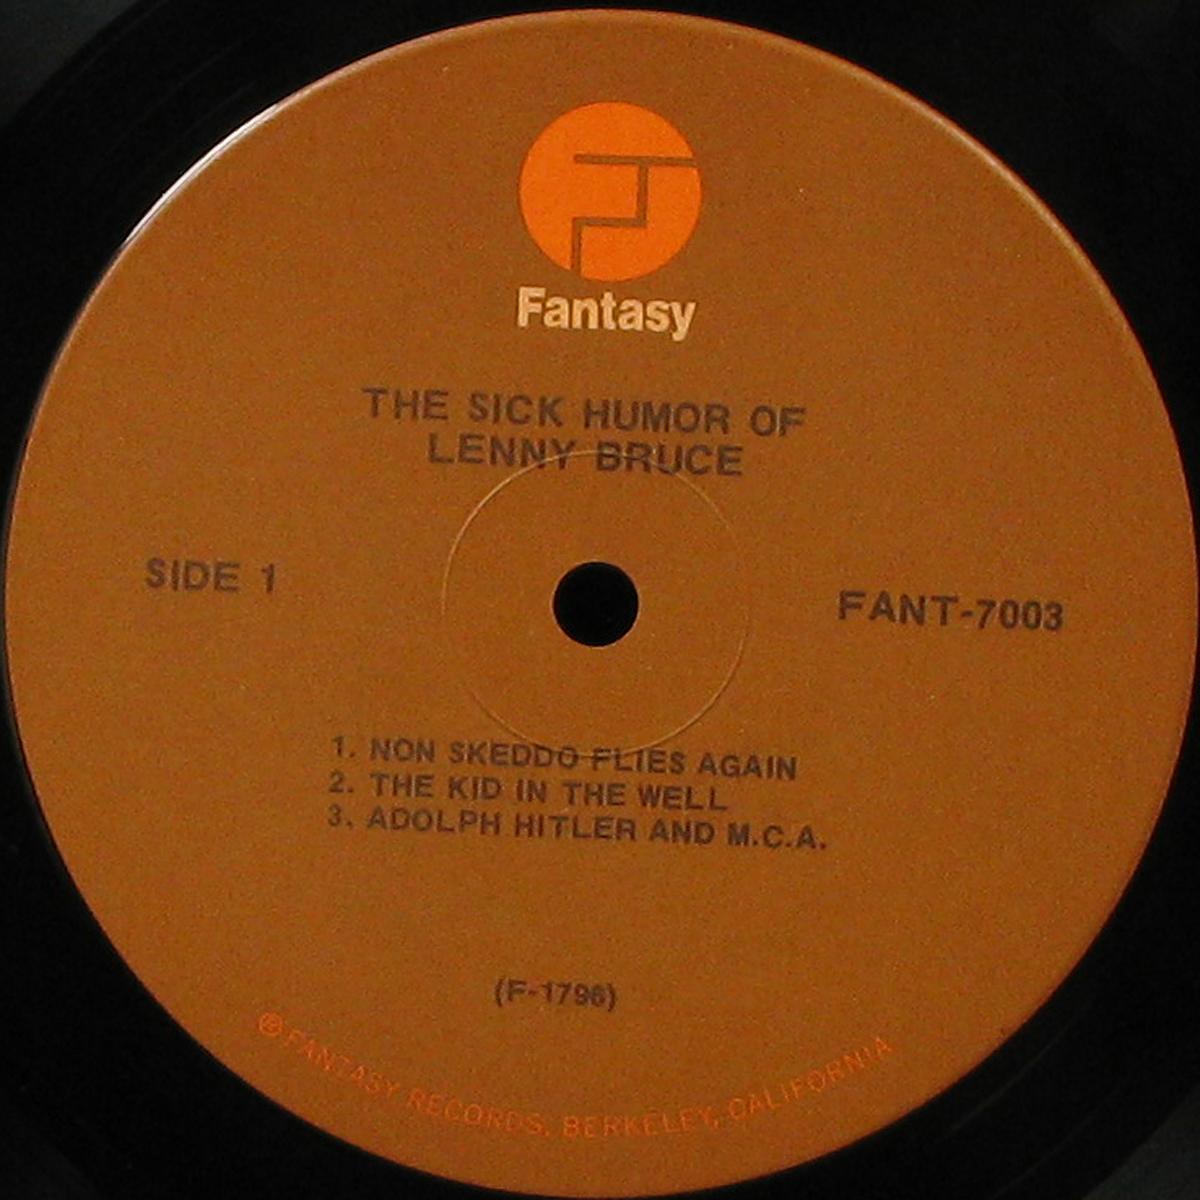 Fantasy
THE SICK HUMOR OF
LENNY BRUCE
SIDE 1
FANT-7003
1. NON SKEDDO FLIES AGAIN
2. THE KID IN THE WELL
3. ADOLPH HITLER AND M.C.A.
(F-1796)
® FANTASY RECORDS, BERKELEY, CALIFORNIA